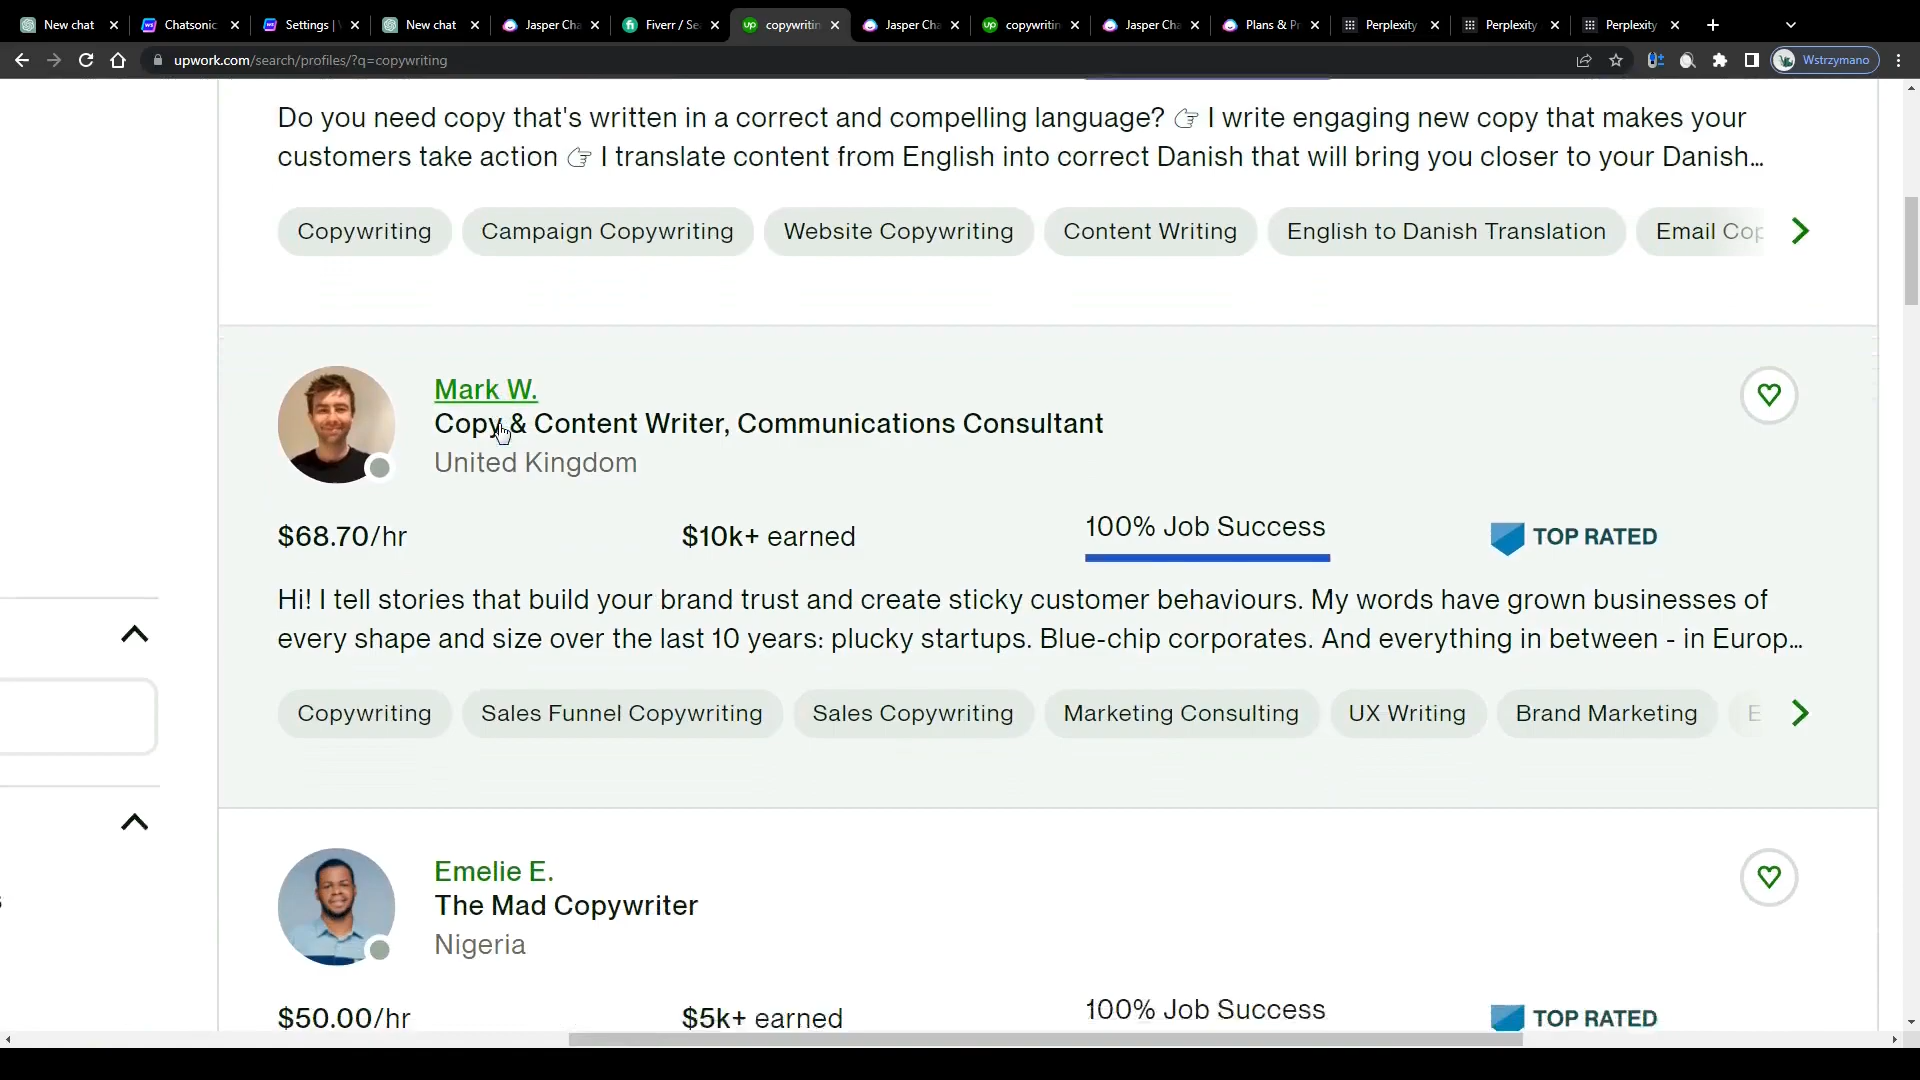 New chat
Chatsonic
Settings |
New chat
Jasper Cha
Fiverr / Se
copywritin
Jasper Cha
copywritin
Jasper Cha
Plans & Pr
Perplexity
Perplexity
Perplexity
upwork.com/search/profiles/?q=copywriting
Wstrzymano
Do you need copy that's written in a correct and compelling language? 👉 I write engaging new copy that makes your
customers take action 👉 I translate content from English into correct Danish that will bring you closer to your Danish...
Copywriting
Campaign Copywriting
Website Copywriting
Content Writing
English to Danish Translation
Email Cop
Mark W.
Copy & Content Writer, Communications Consultant
United Kingdom
$68.70/hr
$10k+ earned
100% Job Success
TOP RATED
Hi! I tell stories that build your brand trust and create sticky customer behaviours. My words have grown businesses of
every shape and size over the last 10 years: plucky startups. Blue-chip corporates. And everything in between - in Europ...
Copywriting
Sales Funnel Copywriting
Sales Copywriting
Marketing Consulting
UX Writing
Brand Marketing
E
Emelie E.
The Mad Copywriter
Nigeria
$50.00/hr
$5k+ earned
100% Job Success
TOP RATED